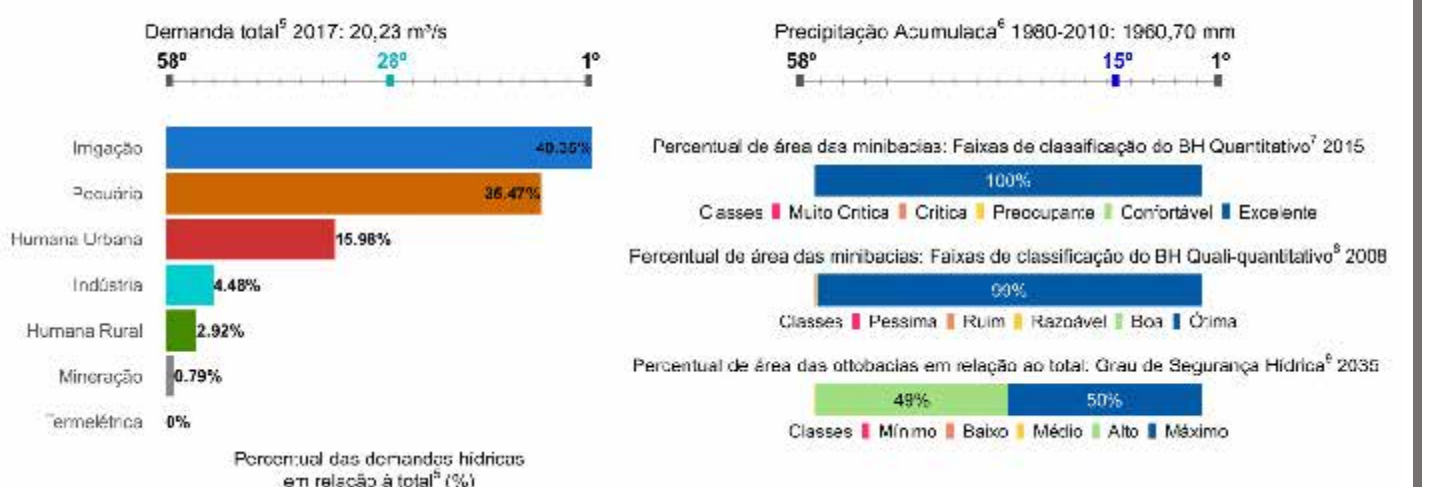 Demanda total⁵ 2017: 20,23 m³/s
58º 28º 1º
Irrigação 40.35%
Pecuária 35.47%
Humana Urbana 15.98%
Indústria 4.48%
Humana Rural 2.92%
Mineração 0.79%
Termelétrica 0%
Percentual das demandas hídricas
em relação à total⁵ (%)
Precipitação Acumulada⁶ 1980-2010: 1960,70 mm
58º 15º 1º
Percentual de área das minibacias: Faixas de classificação do BH Quantitativo⁷ 2015
100%
Classes Muito Crítica Crítica Preocupante Confortável Excelente
Percentual de área das minibacias: Faixas de classificação do BH Quali-quantitativo⁸ 2008
99%
Classes Péssima Ruim Razoável Boa Ótima
Percentual de área das ottobacias em relação ao total: Grau de Segurança Hídrica⁹ 2035
49% 50%
Classes Mínimo Baixo Médio Alto Máximo